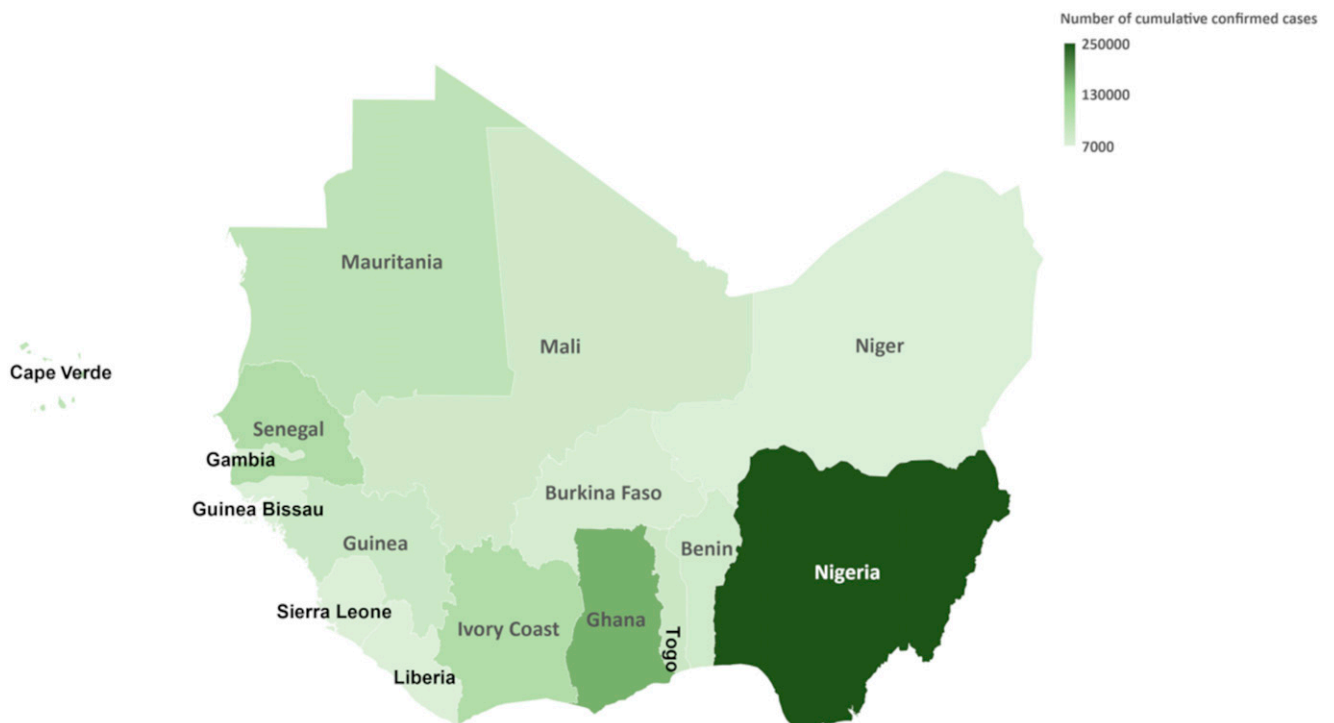 Number of cumulative confirmed cases
250000
130000
7000
Mauritania
Mali
Niger
Cape Verde
Senegal
Gambia
Burkina Faso
Guinea Bissau
Guinea
Benin
Nigeria
Sierra Leone
Ivory Coast
Ghana
Togo
Liberia